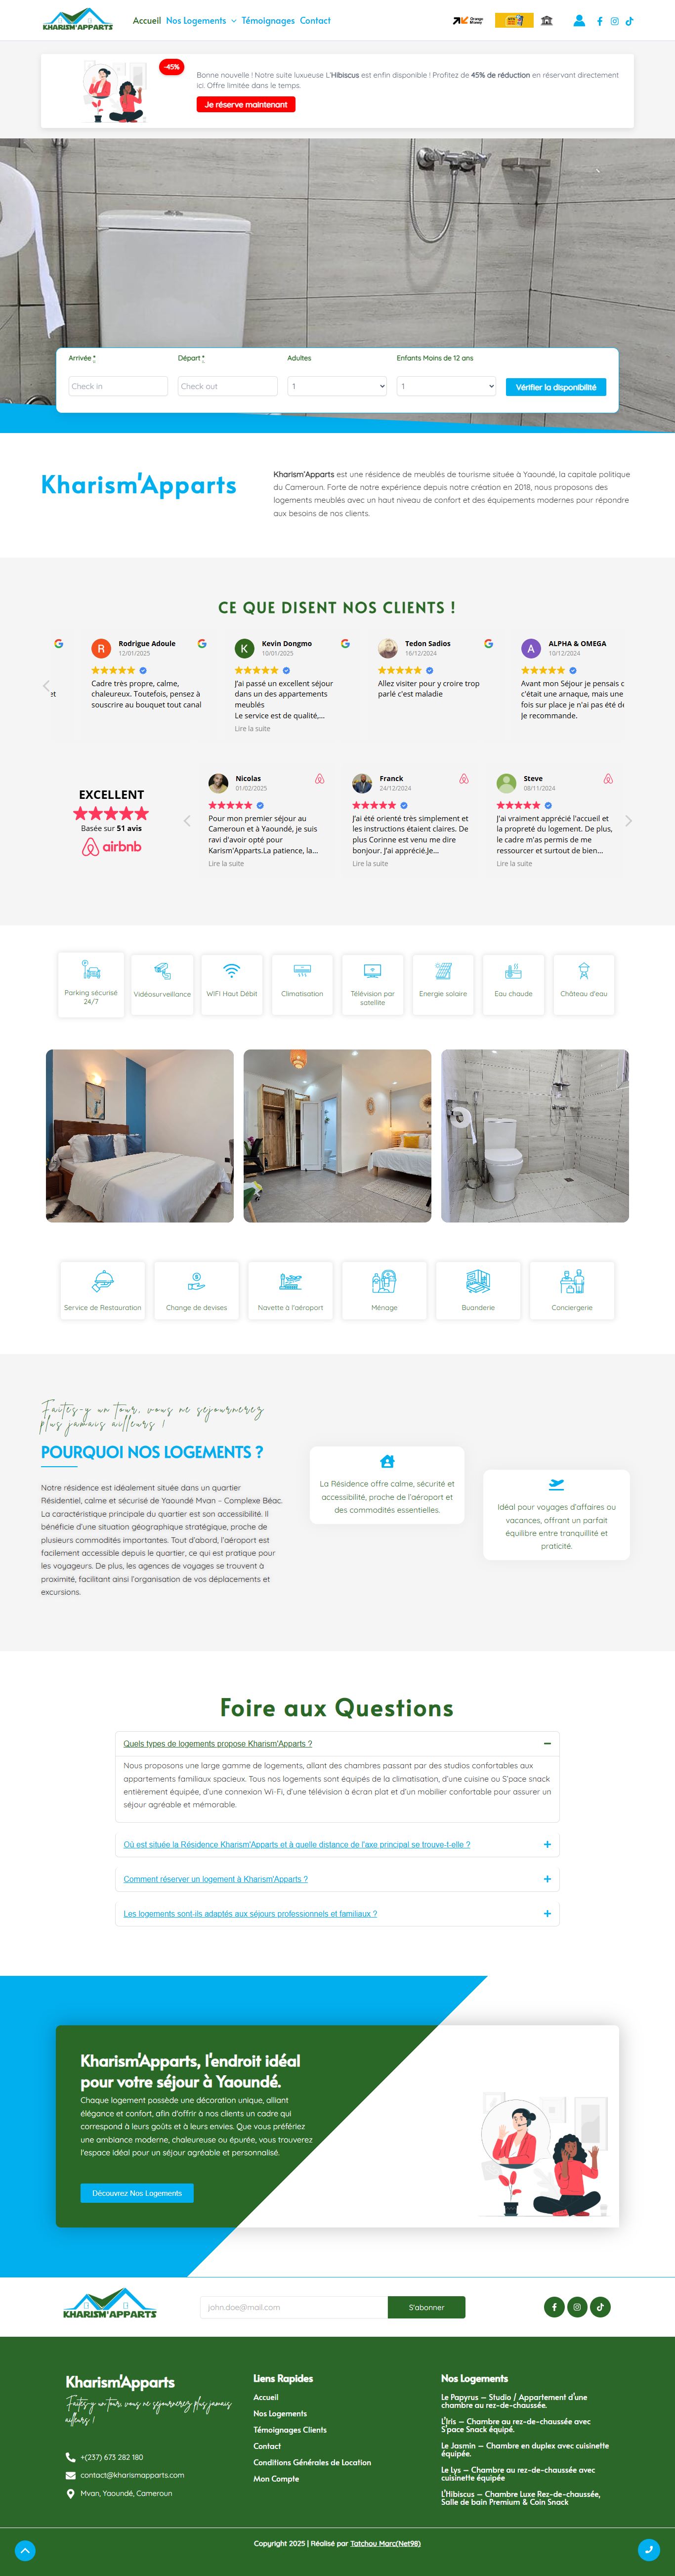 KHARISM'APPARTS
Accueil Nos Logements Témoignages Contact
Orange Money
-45%
Bonne nouvelle ! Notre suite luxueuse L'Hibiscus est enfin disponible ! Profitez de 45% de réduction en réservant directement
ici. Offre limitée dans le temps.
Je réserve maintenant
Arrivée * Départ * Adultes Enfants Moins de 12 ans
Check in Check out 1 1 Vérifier la disponibilité
Kharism'Apparts
Kharism'Apparts est une résidence de meublés de tourisme située à Yaoundé, la capitale politique
du Cameroun. Forte de notre expérience depuis notre création en 2018, nous proposons des
logements meublés avec un haut niveau de confort et des équipements modernes pour répondre
aux besoins de nos clients.
CE QUE DISENT NOS CLIENTS !
et
R Rodrigue Adoule
12/01/2025
Cadre très propre, calme,
chaleureux. Toutefois, pensez à
souscrire au bouquet tout canal
K Kevin Dongmo
10/01/2025
J'ai passé un excellent séjour
dans un des appartements
meublés
Le service est de qualité,...
Lire la suite
Tedon Sadios
16/12/2024
Allez visiter pour y croire trop
parlé c'est maladie
A ALPHA & OMEGA
10/12/2024
Avant mon Séjour je pensais q
c'était une arnaque, mais une
fois sur place je n'ai pas été dé
Je recommande.
EXCELLENT
Basée sur 51 avis
airbnb
Nicolas
01/02/2025
Pour mon premier séjour au
Cameroun et à Yaoundé, je suis
ravi d'avoir opté pour
Karism'Apparts.La patience, la...
Lire la suite
Franck
24/12/2024
J'ai été orienté très simplement et
les instructions étaient claires. De
plus Corinne est venu me dire
bonjour. J'ai apprécié.Je...
Lire la suite
Steve
08/11/2024
J'ai vraiment apprécié l'accueil et
la propreté du logement. De plus,
le cadre m'as permis de me
ressourcer et surtout de bien...
Lire la suite
Parking sécurisé
24/7
Vidéosurveillance
WIFI Haut Débit
Climatisation
Télévision par
satellite
Energie solaire
Eau chaude
Château d'eau
Service de Restauration
Change de devises
Navette à l'aéroport
Ménage
Buanderie
Conciergerie
Faites-y un tour, vous ne sejournerez
plus jamais ailleurs !
POURQUOI NOS LOGEMENTS ?
Notre résidence est idéalement située dans un quartier
Résidentiel, calme et sécurisé de Yaoundé Mvan – Complexe Béac.
La caractéristique principale du quartier est son accessibilité. Il
bénéficie d'une situation géographique stratégique, proche de
plusieurs commodités importantes. Tout d'abord, l'aéroport est
facilement accessible depuis le quartier, ce qui est pratique pour
les voyageurs. De plus, les agences de voyages se trouvent à
proximité, facilitant ainsi l'organisation de vos déplacements et
excursions.
La Résidence offre calme, sécurité et
accessibilité, proche de l'aéroport et
des commodités essentielles.
Idéal pour voyages d'affaires ou
vacances, offrant un parfait
équilibre entre tranquillité et
praticité.
Foire aux Questions
Quels types de logements propose Kharism'Apparts ?
Nous proposons une large gamme de logements, allant des chambres passant par des studios confortables aux
appartements familiaux spacieux. Tous nos logements sont équipés de la climatisation, d'une cuisine ou S'pace snack
entièrement équipée, d'une connexion Wi-Fi, d'une télévision à écran plat et d'un mobilier confortable pour assurer un
séjour agréable et mémorable.
Où est située la Résidence Kharism'Apparts et à quelle distance de l'axe principal se trouve-t-elle ?
Comment réserver un logement à Kharism'Apparts ?
Les logements sont-ils adaptés aux séjours professionnels et familiaux ?
Kharism'Apparts, l'endroit idéal
pour votre séjour à Yaoundé.
Chaque logement possède une décoration unique, alliant
élégance et confort, afin d'offrir à nos clients un cadre qui
correspond à leurs goûts et à leurs envies. Que vous préfériez
une ambiance moderne, chaleureuse ou épurée, vous trouverez
l'espace idéal pour un séjour agréable et personnalisé.
Découvrez Nos Logements
KHARISM'APPARTS
john.doe@mail.com S'abonner
Kharism'Apparts
Faites-y un tour, vous ne sejournerez plus jamais
ailleurs !
+(237) 673 282 180
contact@kharismapparts.com
Mvan, Yaoundé, Cameroun
Liens Rapides
Accueil
Nos Logements
Témoignages Clients
Contact
Conditions Générales de Location
Mon Compte
Nos Logements
Le Papyrus – Studio / Appartement d'une
chambre au rez-de-chaussée.
L'Iris – Chambre au rez-de-chaussée avec
S'pace Snack équipé.
Le Jasmin – Chambre en duplex avec cuisinette
équipée.
Le Lys – Chambre au rez-de-chaussée avec
cuisinette équipée
L'Hibiscus – Chambre Luxe Rez-de-chaussée,
Salle de bain Premium & Coin Snack
Copyright 2025 | Réalisé par Tatchou Marc(Net98)